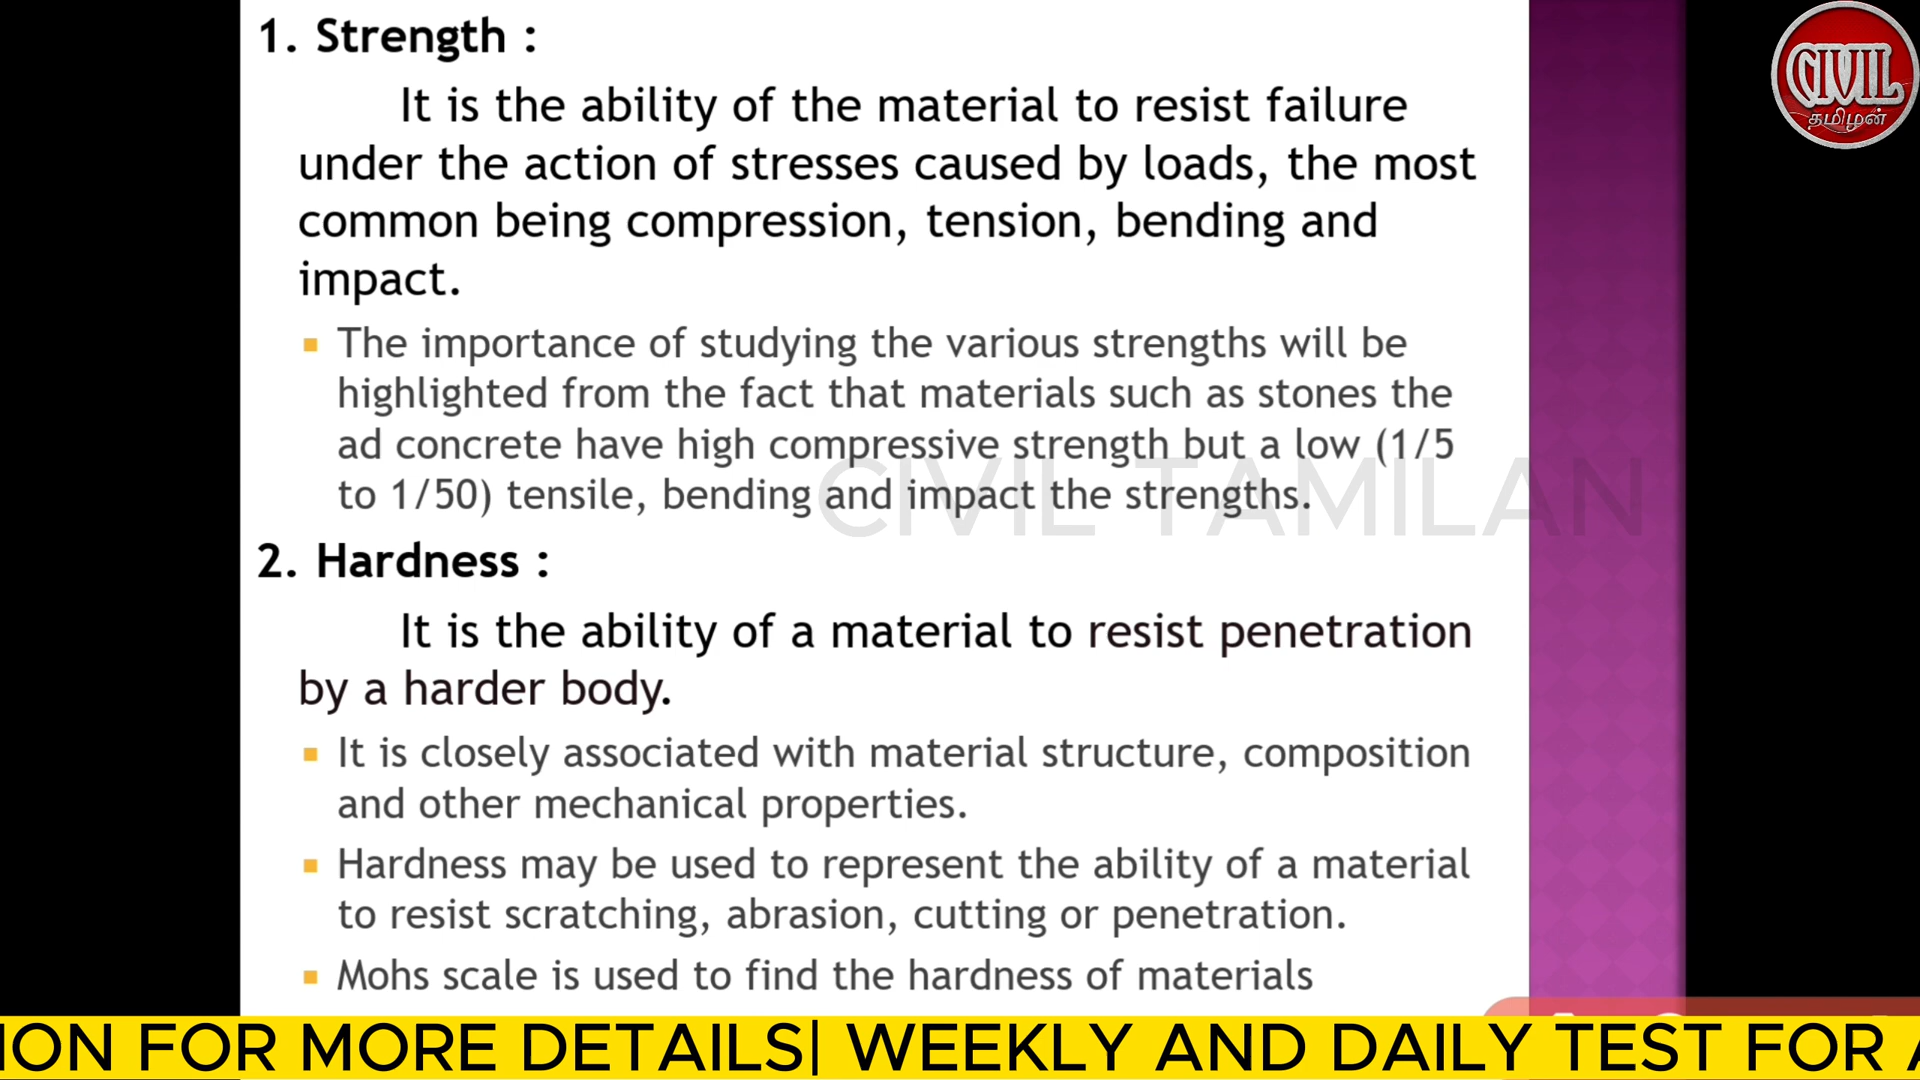 1. Strength :
It is the ability of the material to resist failure
under the action of stresses caused by loads, the most
common being compression, tension, bending and
impact.
▪ The importance of studying the various strengths will be
highlighted from the fact that materials such as stones the
ad concrete have high compressive strength but a low (1/5
to 1/50) tensile, bending and impact the strengths.
CIVIL TAMILAN
2. Hardness :
It is the ability of a material to resist penetration
by a harder body.
▪ It is closely associated with material structure, composition
and other mechanical properties.
▪ Hardness may be used to represent the ability of a material
to resist scratching, abrasion, cutting or penetration.
▪ Mohs scale is used to find the hardness of materials
CIVIL
தமிழன்
ION FOR MORE DETAILS| WEEKLY AND DAILY TEST FOR A